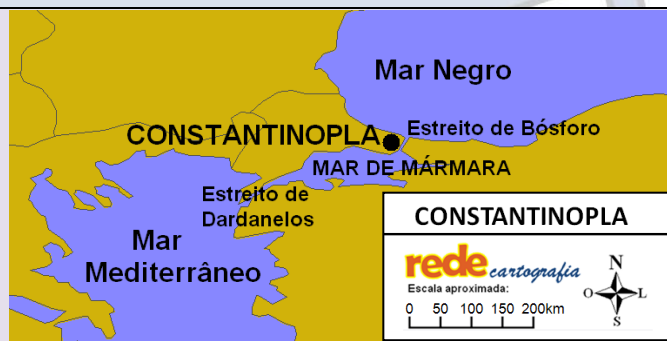 Mar Negro
CONSTANTINOPLA
Estreito de Bósforo
MAR DE MÁRMARA
Estreito de
Dardanelos
Mar
Mediterrâneo
CONSTANTINOPLA
rede cartografia
Escala aproximada:
0 50 100 150 200km
N
O L
S